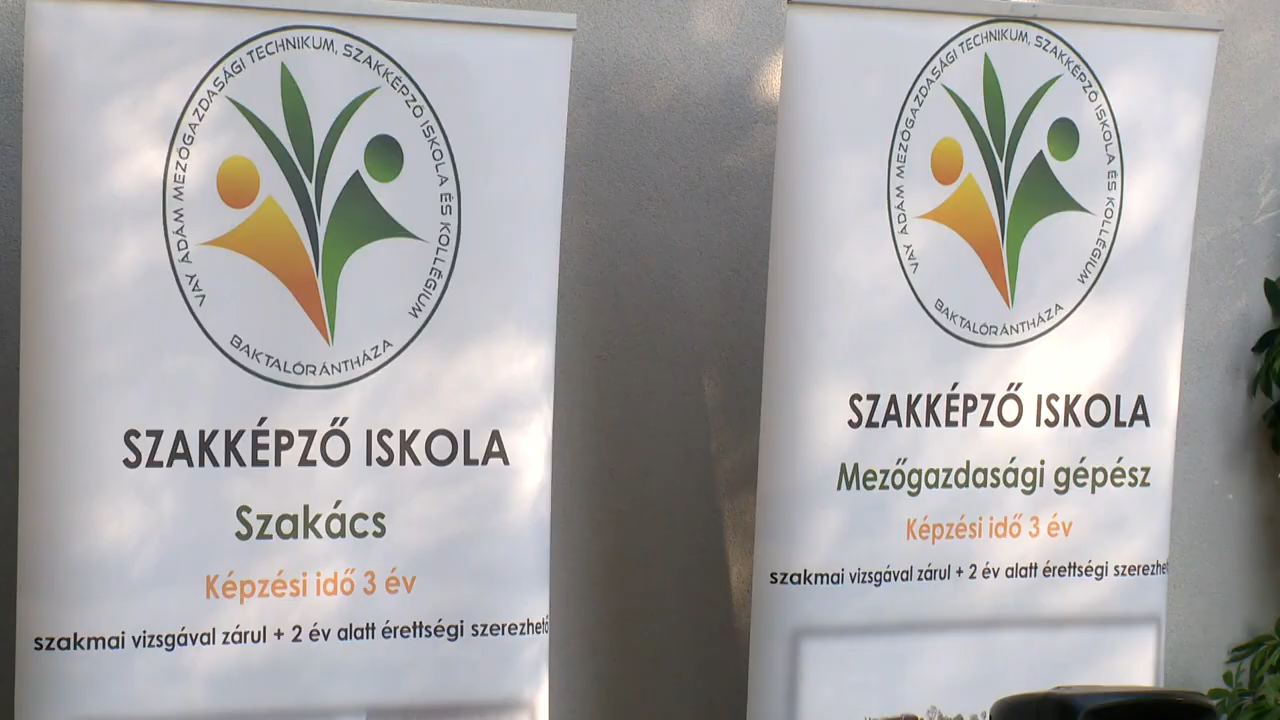 VAY ÁDÁM MEZŐGAZDASÁGI TECHNIKUM, SZAKKÉPZŐ ISKOLA ÉS KOLLÉGIUM
BAKTALÓRÁNTHÁZA
SZAKKÉPZŐ ISKOLA
Szakács
Képzési idő 3 év
szakmai vizsgával zárul + 2 év alatt érettségi szerezhető
VAY ÁDÁM MEZŐGAZDASÁGI TECHNIKUM, SZAKKÉPZŐ ISKOLA ÉS KOLLÉGIUM
BAKTALÓRÁNTHÁZA
SZAKKÉPZŐ ISKOLA
Mezőgazdasági gépész
Képzési idő 3 év
szakmai vizsgával zárul + 2 év alatt érettségi szerezhet